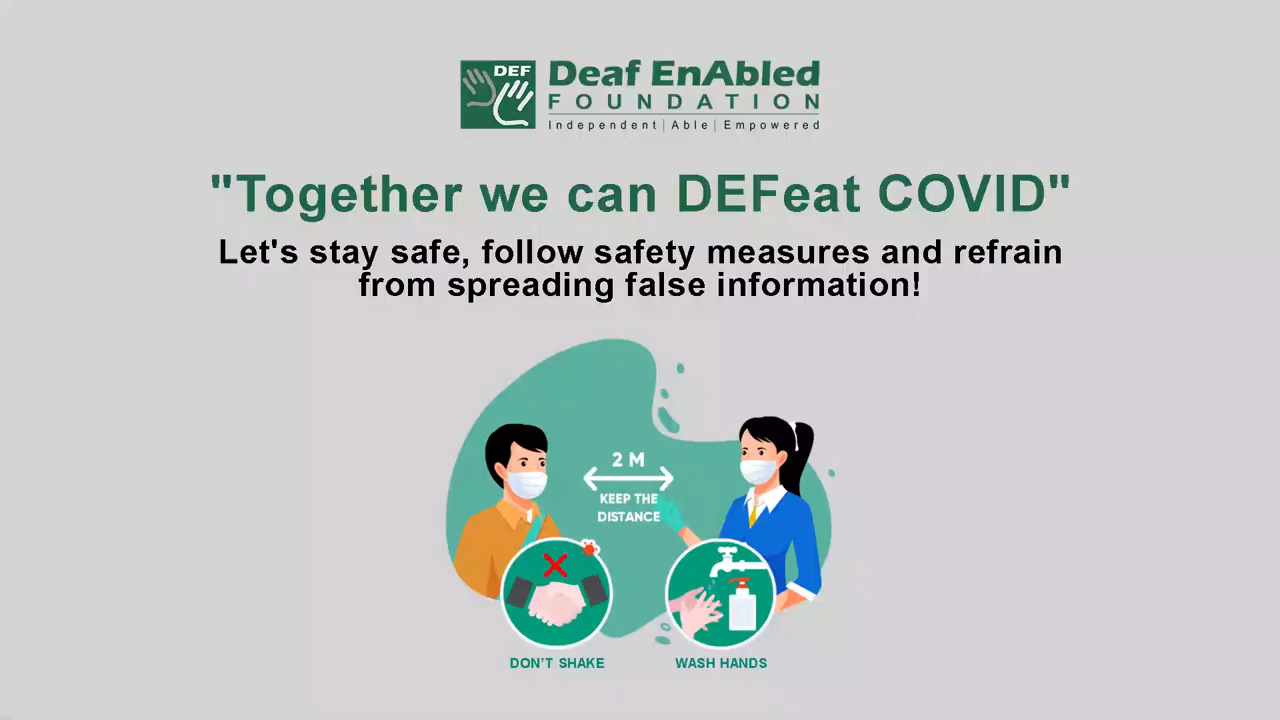 DEF
Deaf EnAbled
FOUNDATION
Independent|Able|Empowered
"Together we can DEFeat COVID"
Let's stay safe, follow safety measures and refrain
from spreading false information!
2 M
KEEP THE
DISTANCE
DON'T SHAKE
WASH HANDS